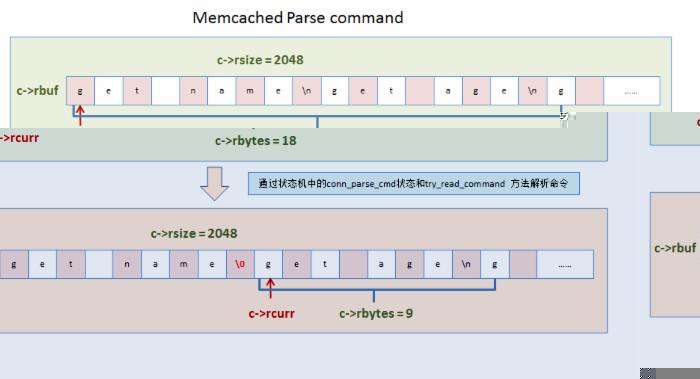 Memcached Parse command
c->rsize = 2048
c->rbuf g e t n a m e \n g e t a g e \n g ......
->rcurr
c->rbytes = 18
c
通过状态机中的conn_parse_cmd状态和try_read_command 方法解析命令
c->rsize = 2048
c->rbuf
g e t n a m e \0 g e t a g e \n g ......
c->rcurr c->rbytes = 9